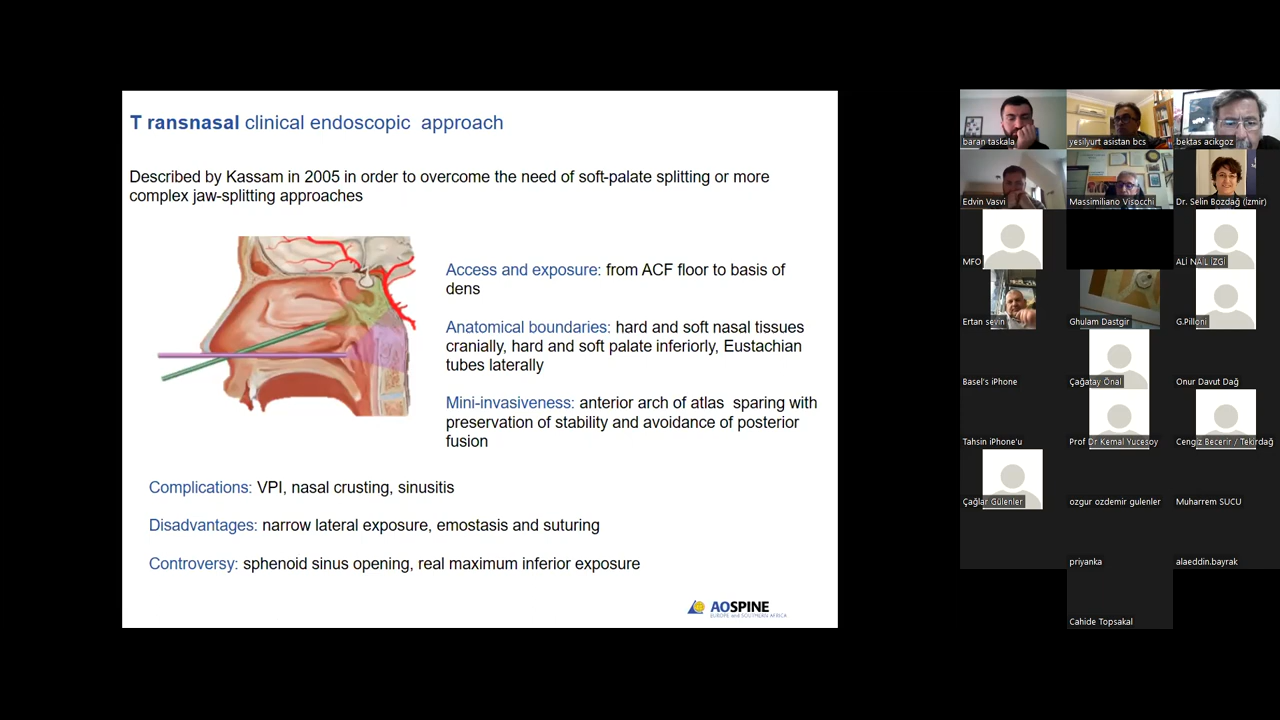 T ransnasal clinical endoscopic approach
Described by Kassam in 2005 in order to overcome the need of soft-palate splitting or more
complex jaw-splitting approaches
Access and exposure: from ACF floor to basis of
dens
Anatomical boundaries: hard and soft nasal tissues
cranially, hard and soft palate inferiorly, Eustachian
tubes laterally
Mini-invasiveness: anterior arch of atlas sparing with
preservation of stability and avoidance of posterior
fusion
Complications: VPI, nasal crusting, sinusitis
Disadvantages: narrow lateral exposure, emostasis and suturing
Controversy: sphenoid sinus opening, real maximum inferior exposure
AOSPINE
EUROPE and SOUTHERN AFRICA
baran taskala
yesilyurt asistan bcs
bektas acikgoz
Edvin Vasvi
Massimiliano Visocchi
Dr. Selin Bozdağ (İzmir)
MFO
ALİ NAİL İZGİ
Ertan sevin
Ghulam Dastgir
G.Pilloni
Basel's iPhone
Çağatay Önal
Onur Davut Dağ
Tahsin iPhone'u
Prof Dr Kemal Yucesoy
Cengiz Becerir / Tekirdağ
Çağlar Gülenler
ozgur ozdemir gulenler
Muharrem SUCU
priyanka
alaeddin.bayrak
Cahide Topsakal